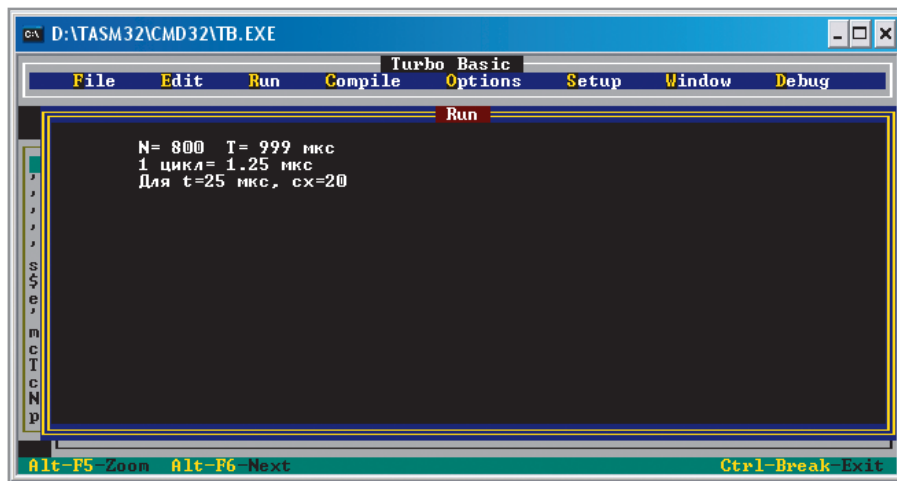 D:\TASM32\CMD32\TB.EXE
Turbo Basic
File Edit Run Compile Options Setup Window Debug
Run
N= 800 T= 999 мкс
1 цикл= 1.25 мкс
Для t=25 мкс, cx=20
,
,
,
,
,
s
$
e
,
m
c
T
c
N
p
Alt-F5-Zoom Alt-F6-Next Ctrl-Break-Exit